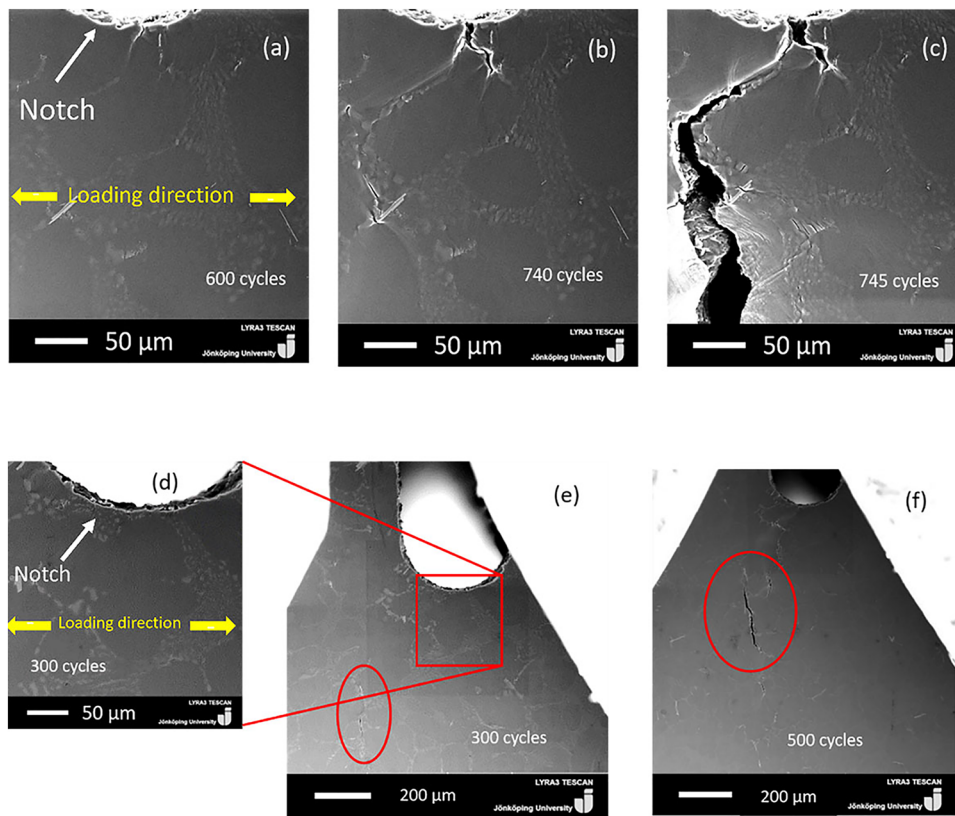 (a)
Notch
Loading direction
600 cycles
LYRA3 TESCAN
50 µm
Jönköping University
(b)
740 cycles
LYRA3 TESCAN
50 µm
Jönköping University
(c)
745 cycles
LYRA3 TESCAN
50 µm
Jönköping University
(d)
Notch
Loading direction
300 cycles
LYRA3 TESCAN
50 µm
Jönköping University
(e)
300 cycles
LYRA3 TESCAN
200 µm
Jönköping University
(f)
500 cycles
LYRA3 TESCAN
200 µm
Jönköping University